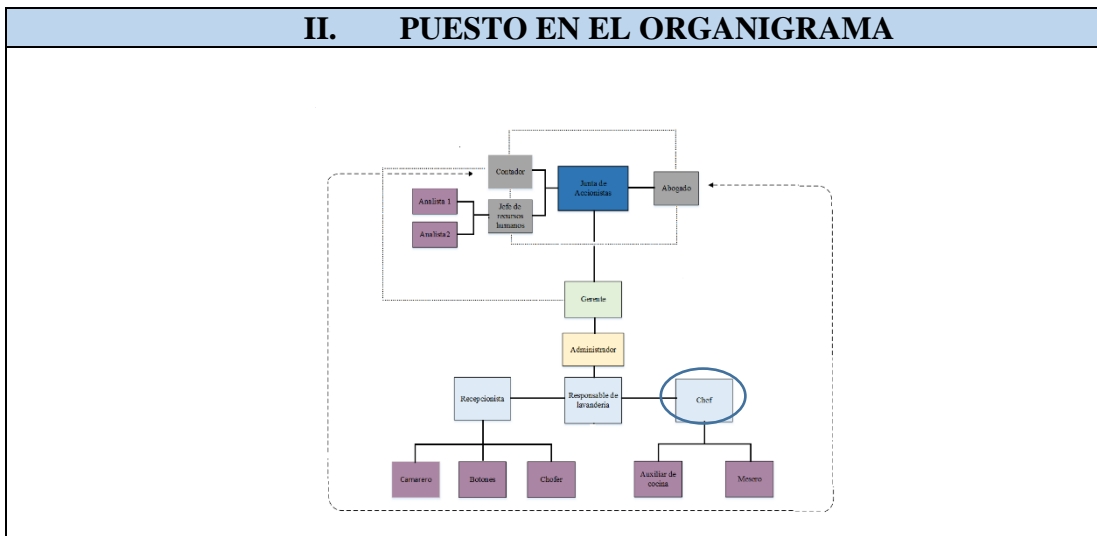 II. PUESTO EN EL ORGANIGRAMA
Contador
Junta de
Accionistas
Abogado
Analista 1
Jefe de
recursos
humanos
Analista2
Gerente
Administrador
Recepcionista
Responsable de
lavanderia
Chef
Camarero
Botones
Chofer
Auxiliar de
cocina
Mesero